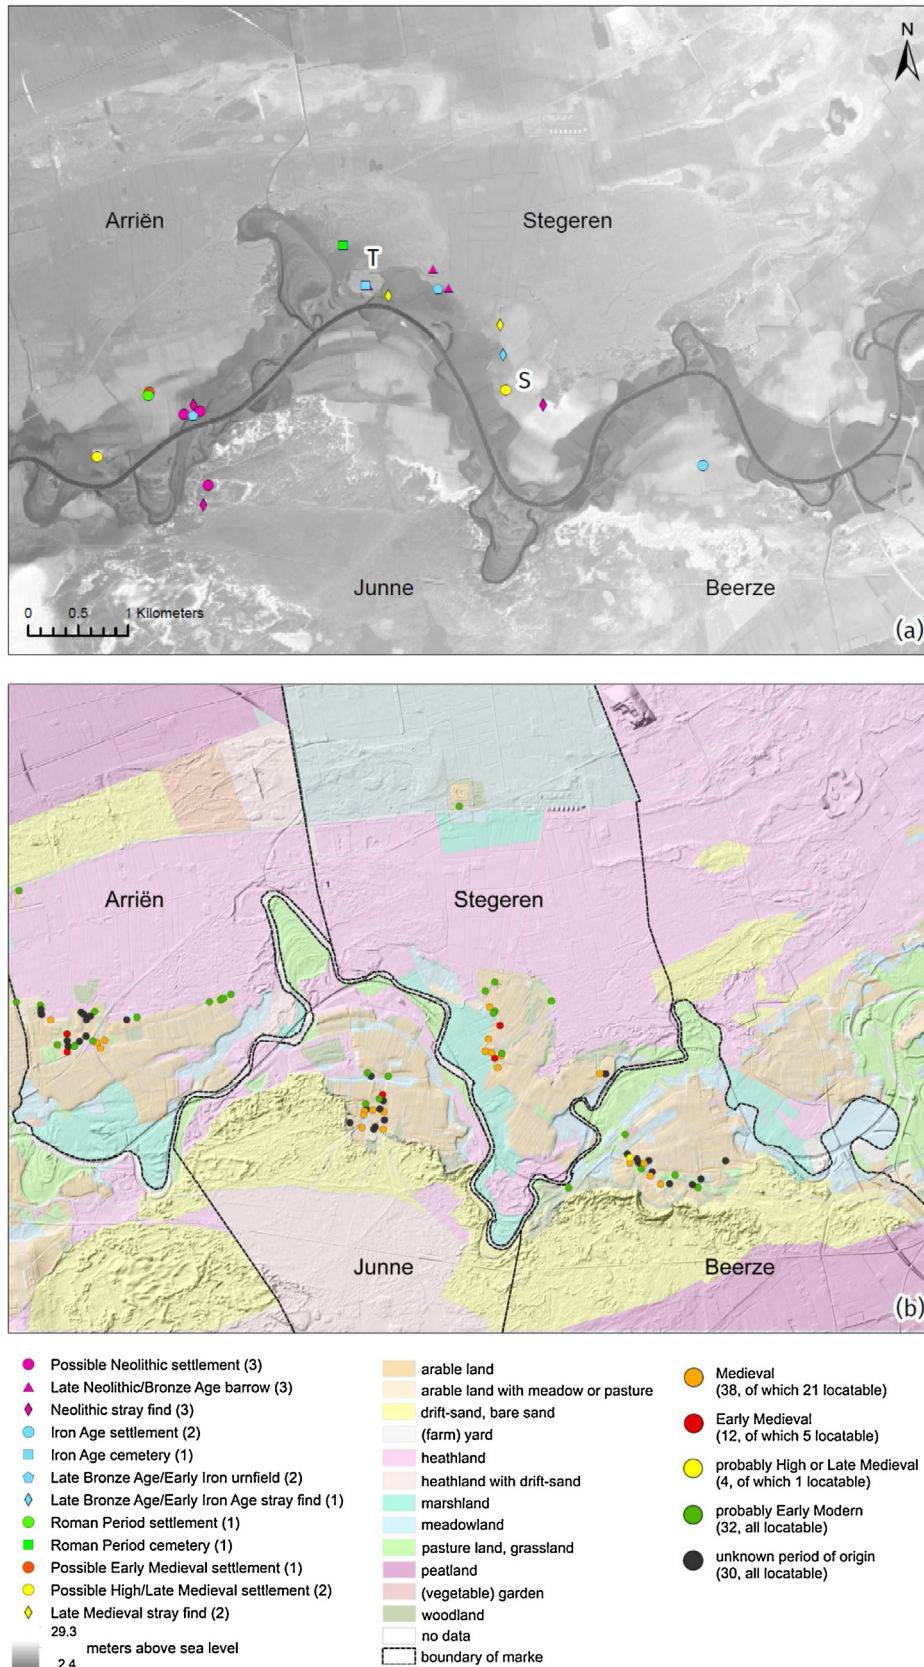 N
Arriën
Stegeren
T
S
Junne
Beerze
0 0.5 1 Kilometers
(a)
1
Arriën
Stegeren
Junne
Beerze
(b)
Possible Neolithic settlement (3)
Late Neolithic/Bronze Age barrow (3)
Neolithic stray find (3)
Iron Age settlement (2)
Iron Age cemetery (1)
Late Bronze Age/Early Iron urnfield (2)
Late Bronze Age/Early Iron Age stray find (1)
Roman Period settlement (1)
Roman Period cemetery (1)
Possible Early Medieval settlement (1)
Possible High/Late Medieval settlement (2)
Late Medieval stray find (2)
29.3
meters above sea level
2.4
arable land
arable land with meadow or pasture
drift-sand, bare sand
(farm) yard
heathland
heathland with drift-sand
marshland
meadowland
pasture land, grassland
peatland
(vegetable) garden
woodland
no data
boundary of marke
Medieval
(38, of which 21 locatable)
Early Medieval
(12, of which 5 locatable)
probably High or Late Medieval
(4, of which 1 locatable)
probably Early Modern
(32, all locatable)
unknown period of origin
(30, all locatable)